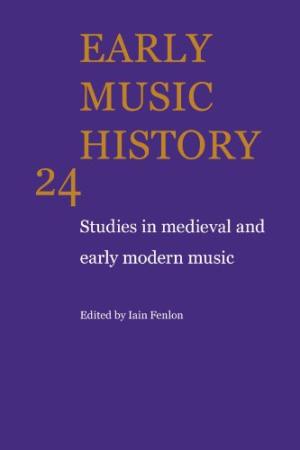 EARLY
MUSIC
HISTORY
24
Studies in medieval and
early modern music
Edited by Iain Fenlon